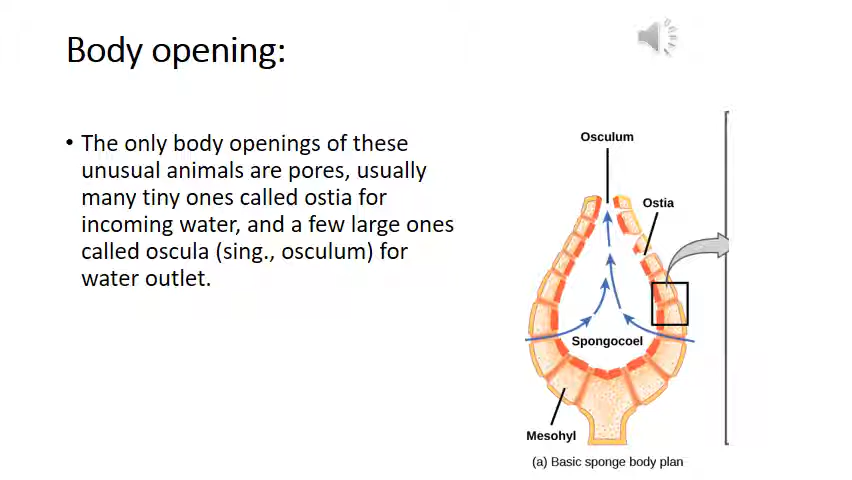 Body opening:
• The only body openings of these
unusual animals are pores, usually
many tiny ones called ostia for
incoming water, and a few large ones
called oscula (sing., osculum) for
water outlet.
Osculum
Ostia
Spongocoel
Mesohyl
(a) Basic sponge body plan